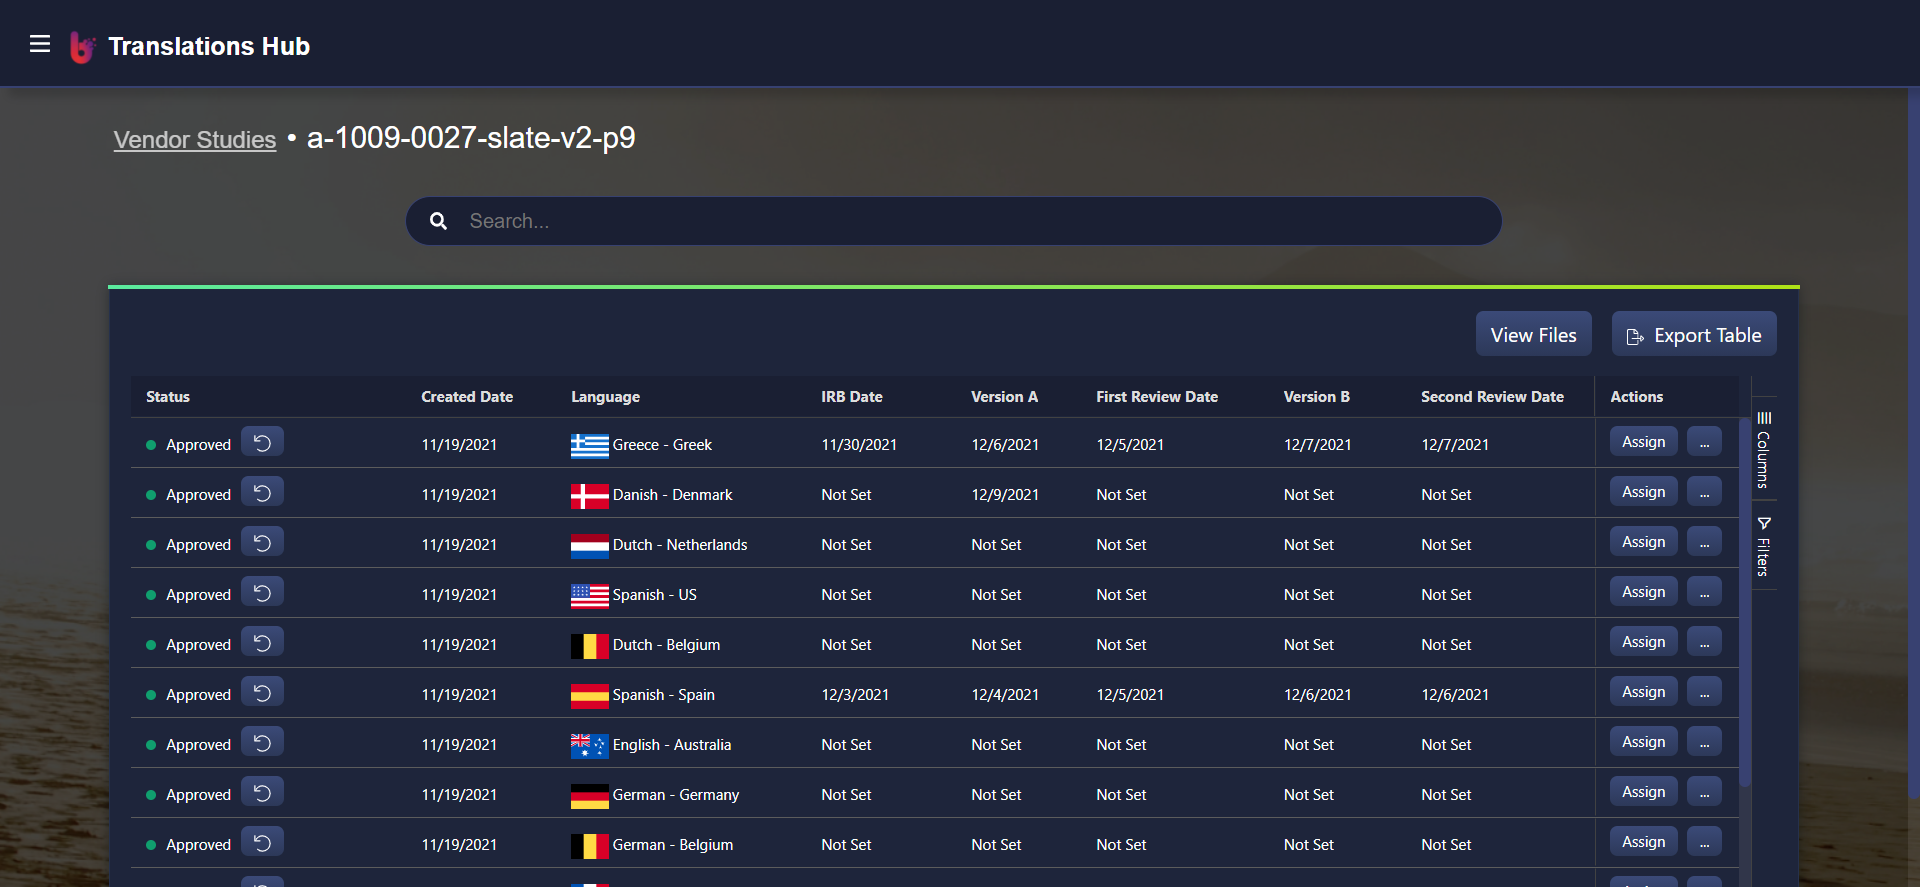 Translations Hub
Vendor Studies • a-1009-0027-slate-v2-p9
Search...
View Files Export Table
Status Created Date Language IRB Date Version A First Review Date Version B Second Review Date Actions
Approved 11/19/2021 Greece - Greek 11/30/2021 12/6/2021 12/5/2021 12/7/2021 12/7/2021 Assign ...
Approved 11/19/2021 Danish - Denmark Not Set 12/9/2021 Not Set Not Set Not Set Assign ...
Approved 11/19/2021 Dutch - Netherlands Not Set Not Set Not Set Not Set Not Set Assign ...
Approved 11/19/2021 Spanish - US Not Set Not Set Not Set Not Set Not Set Assign ...
Approved 11/19/2021 Dutch - Belgium Not Set Not Set Not Set Not Set Not Set Assign ...
Approved 11/19/2021 Spanish - Spain 12/3/2021 12/4/2021 12/5/2021 12/6/2021 12/6/2021 Assign ...
Approved 11/19/2021 English - Australia Not Set Not Set Not Set Not Set Not Set Assign ...
Approved 11/19/2021 German - Germany Not Set Not Set Not Set Not Set Not Set Assign ...
Approved 11/19/2021 German - Belgium Not Set Not Set Not Set Not Set Not Set Assign ...
Columns
Filters